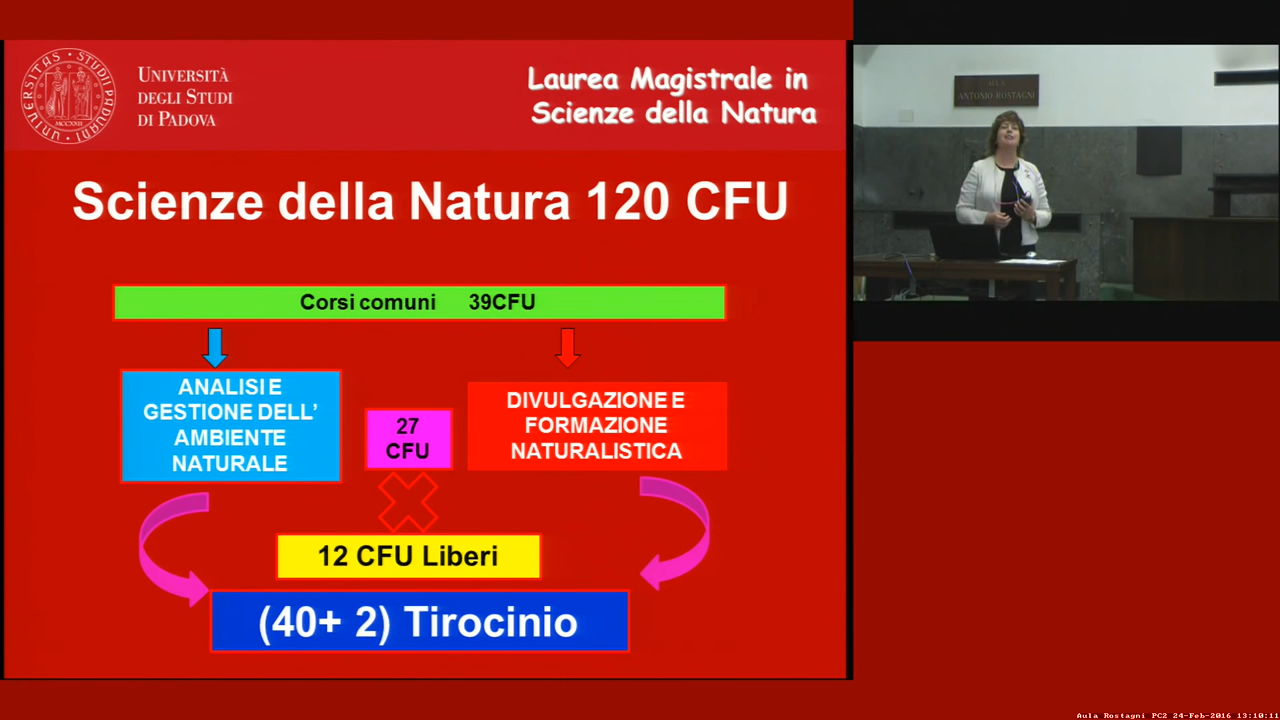 UNIVERSITÀ
DEGLI STUDI
DI PADOVA
Laurea Magistrale in
Scienze della Natura
Scienze della Natura 120 CFU
Corsi comuni 39CFU
ANALISI E
GESTIONE DELL’
AMBIENTE
NATURALE
27
CFU
DIVULGAZIONE E
FORMAZIONE
NATURALISTICA
12 CFU Liberi
(40+ 2) Tirocinio
AULA
ANTONIO ROSTAGNI
Aula Rostagni PC2 24-Feb-2016 13:10:11